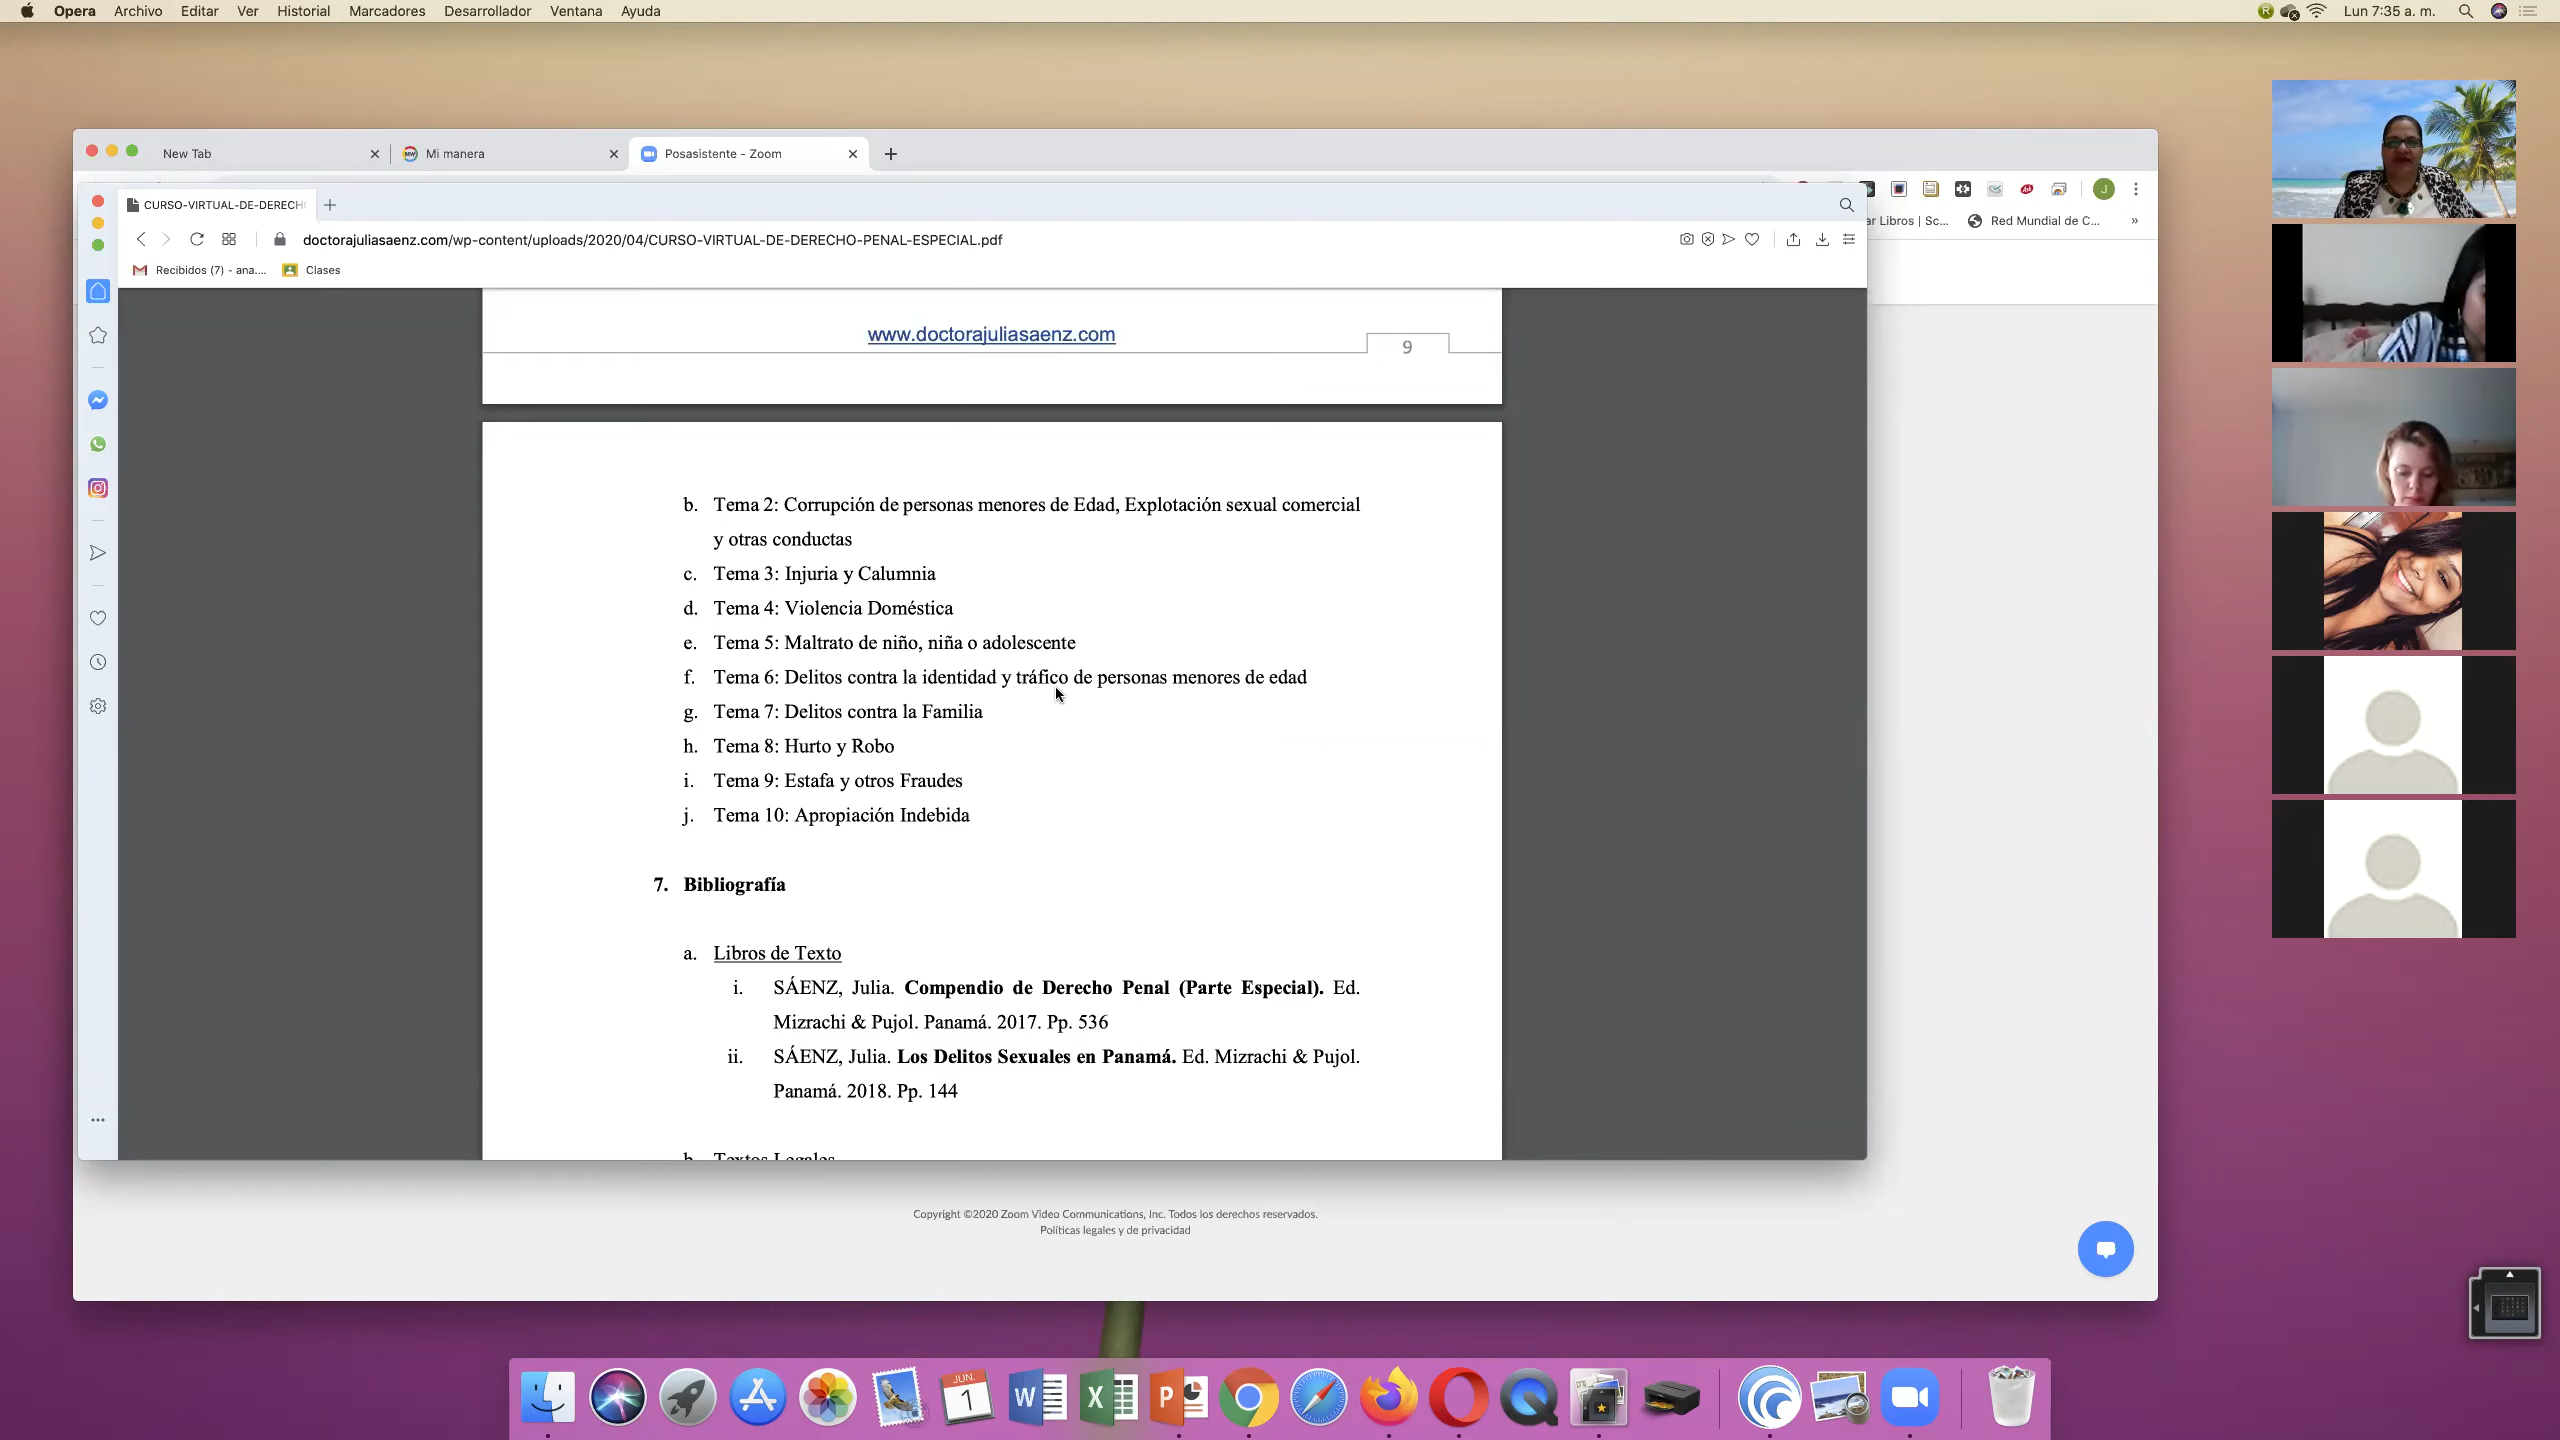 Opera Archivo Editar Ver Historial Marcadores Desarrollador Ventana Ayuda
R
Lun 7:35 a. m.
New Tab
Mi manera
Posasistente - Zoom
CURSO-VIRTUAL-DE-DERECH
J
doctorajuliasaenz.com/wp-content/uploads/2020/04/CURSO-VIRTUAL-DE-DERECHO-PENAL-ESPECIAL.pdf
ar Libros | Sc...
Red Mundial de C...
»
Recibidos (7) - ana....
Clases
www.doctorajuliasaenz.com
9
b. Tema 2: Corrupción de personas menores de Edad, Explotación sexual comercial
y otras conductas
c. Tema 3: Injuria y Calumnia
d. Tema 4: Violencia Doméstica
e. Tema 5: Maltrato de niño, niña o adolescente
f. Tema 6: Delitos contra la identidad y tráfico de personas menores de edad
g. Tema 7: Delitos contra la Familia
h. Tema 8: Hurto y Robo
i. Tema 9: Estafa y otros Fraudes
j. Tema 10: Apropiación Indebida
7. Bibliografía
a. Libros de Texto
i. SÁENZ, Julia. Compendio de Derecho Penal (Parte Especial). Ed.
Mizrachi & Pujol. Panamá. 2017. Pp. 536
ii. SÁENZ, Julia. Los Delitos Sexuales en Panamá. Ed. Mizrachi & Pujol.
Panamá. 2018. Pp. 144
b. Textos Legales
Copyright ©2020 Zoom Video Communications, Inc. Todos los derechos reservados.
Políticas legales y de privacidad
JUN.
1
W
X
P